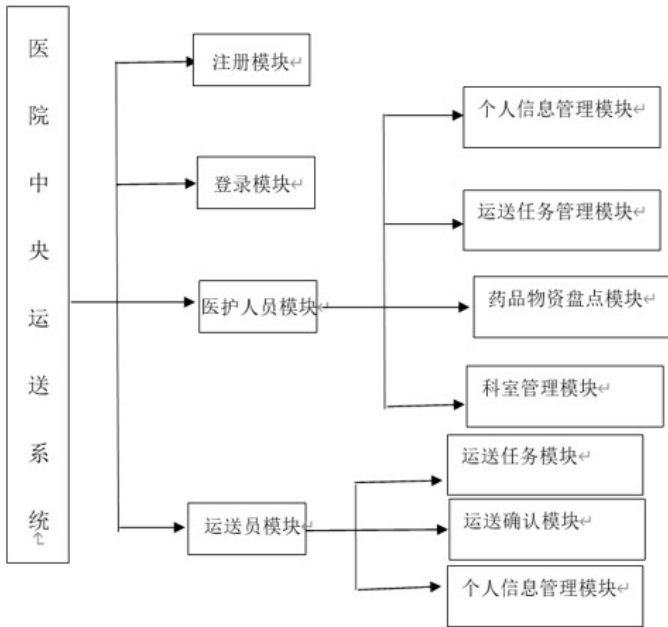 医院中央运送系统
注册模块
登录模块
医护人员模块
运送员模块
个人信息管理模块
运送任务管理模块
药品物资盘点模块
科室管理模块
运送任务模块
运送确认模块
个人信息管理模块